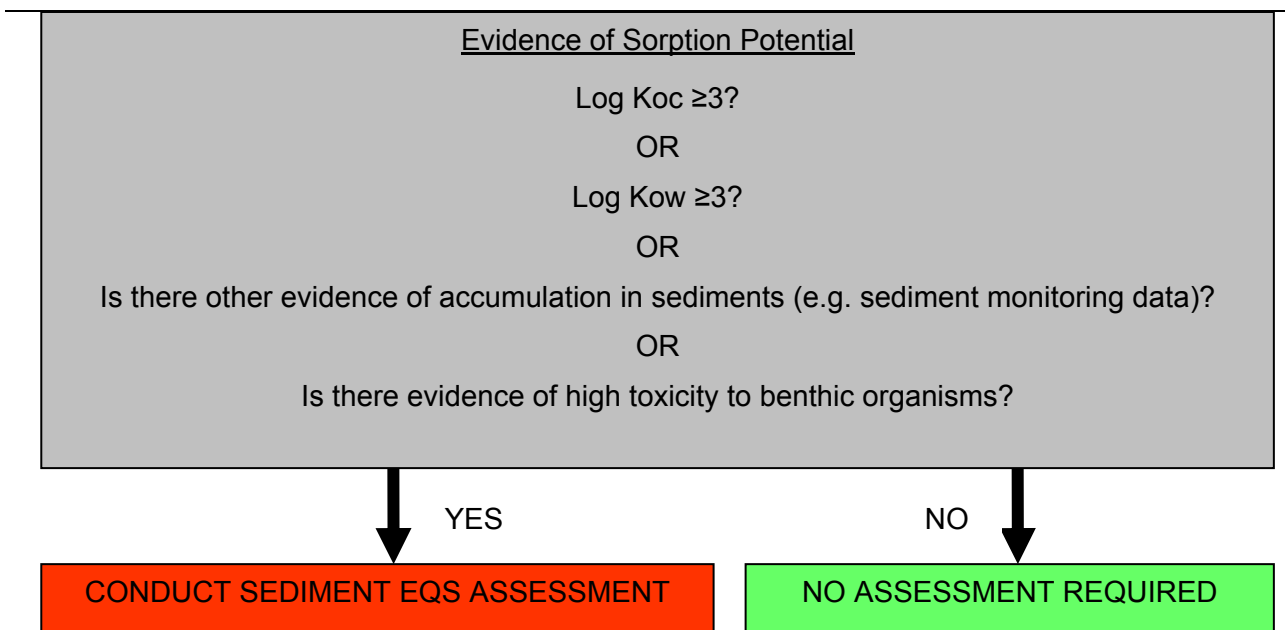 Evidence of Sorption Potential
Log Koc ≥3?
OR
Log Kow ≥3?
OR
Is there other evidence of accumulation in sediments (e.g. sediment monitoring data)?
OR
Is there evidence of high toxicity to benthic organisms?
YES
NO
CONDUCT SEDIMENT EQS ASSESSMENT
NO ASSESSMENT REQUIRED